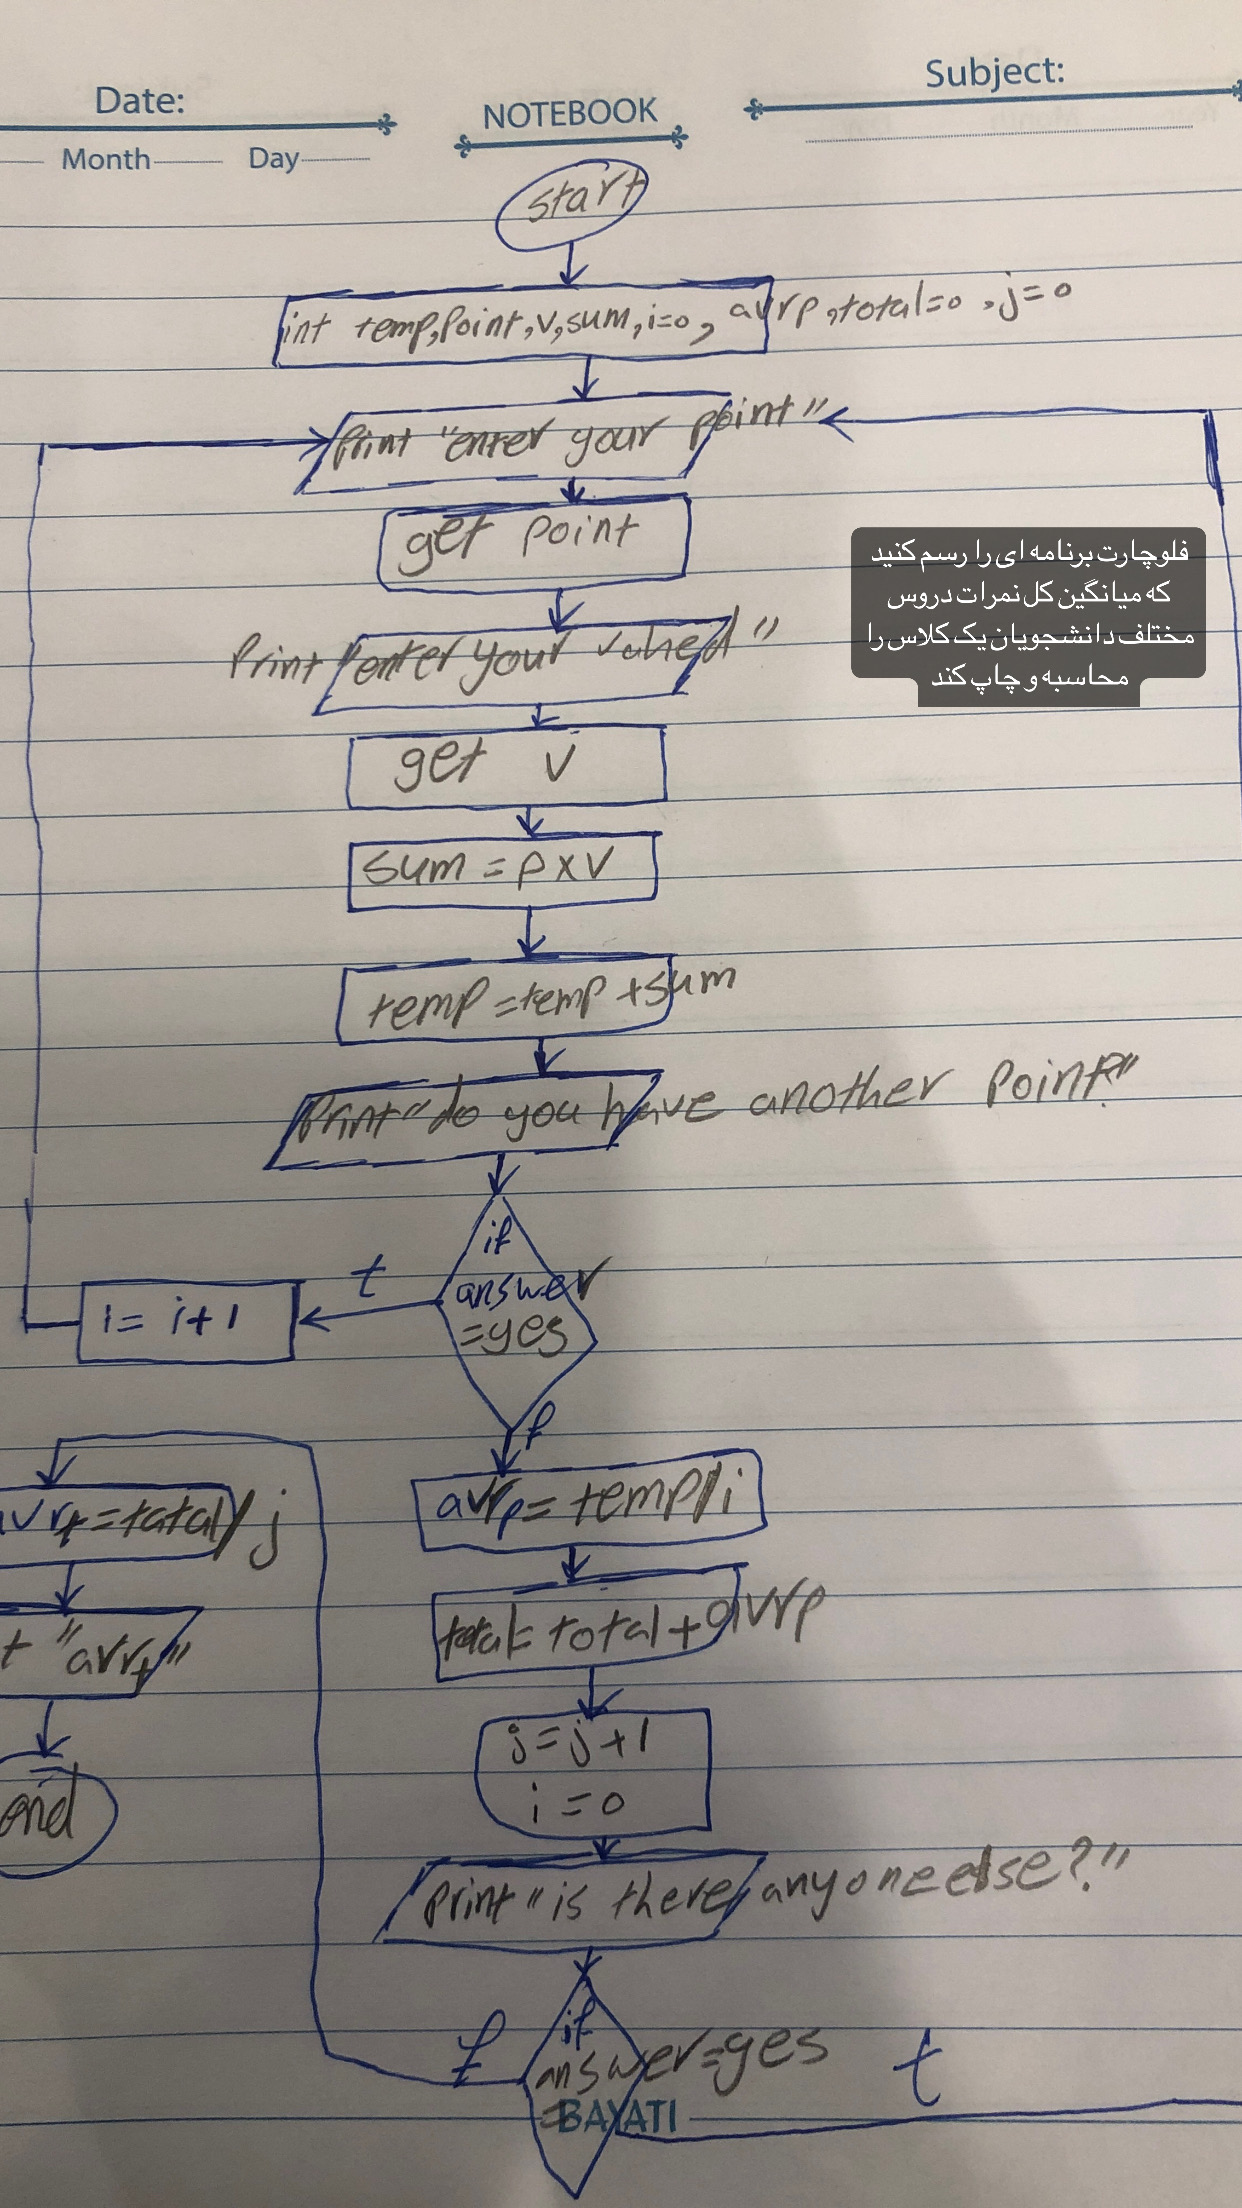 Date:
NOTEBOOK
Subject:
Month
Day
start
int temp,point,v,sum,i=0, avrp,total=0,j=0
print "enter your point"
get point
فلوچارت برنامه ای را رسم کنید
که میانگین کل نمرات دروس
مختلف دانشجویان یک کلاس را
محاسبه و چاپ کند
print "enter your vahed"
get v
sum=p×v
temp=temp+sum
print "do you have another point?"
if
answer
=yes
t
i= i+1
f
avrp=temp/i
total=total+avrp
j=j+1
i=0
print "is there anyone else?"
if
answer=yes
f
t
avrt=tatal/j
t "avrt"
end
BAYATI